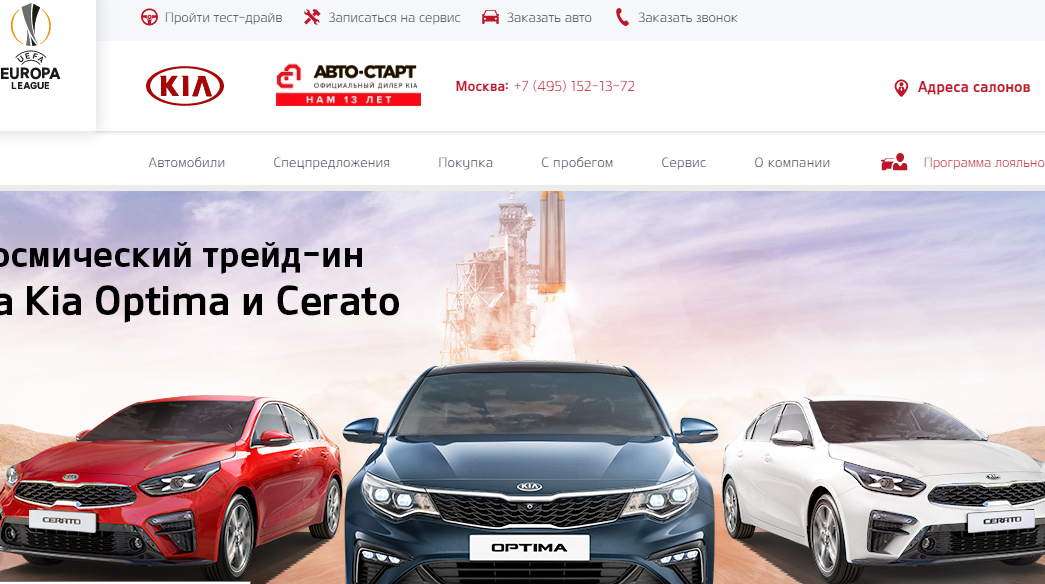 Пройти тест-драйв
Записаться на сервис
Заказать авто
Заказать звонок
UEFA
EUROPA
LEAGUE
KIA
АВТО-СТАРТ
ОФИЦИАЛЬНЫЙ ДИЛЕР KIA
НАМ 13 ЛЕТ
Москва: +7 (495) 152-13-72
Адреса салонов
Автомобили
Спецпредложения
Покупка
С пробегом
Сервис
О компании
Программа лояльно
осмический трейд-ин
а Kia Optima и Cerato
KIA
CERATO
KIA
OPTIMA
KIA
CERATO